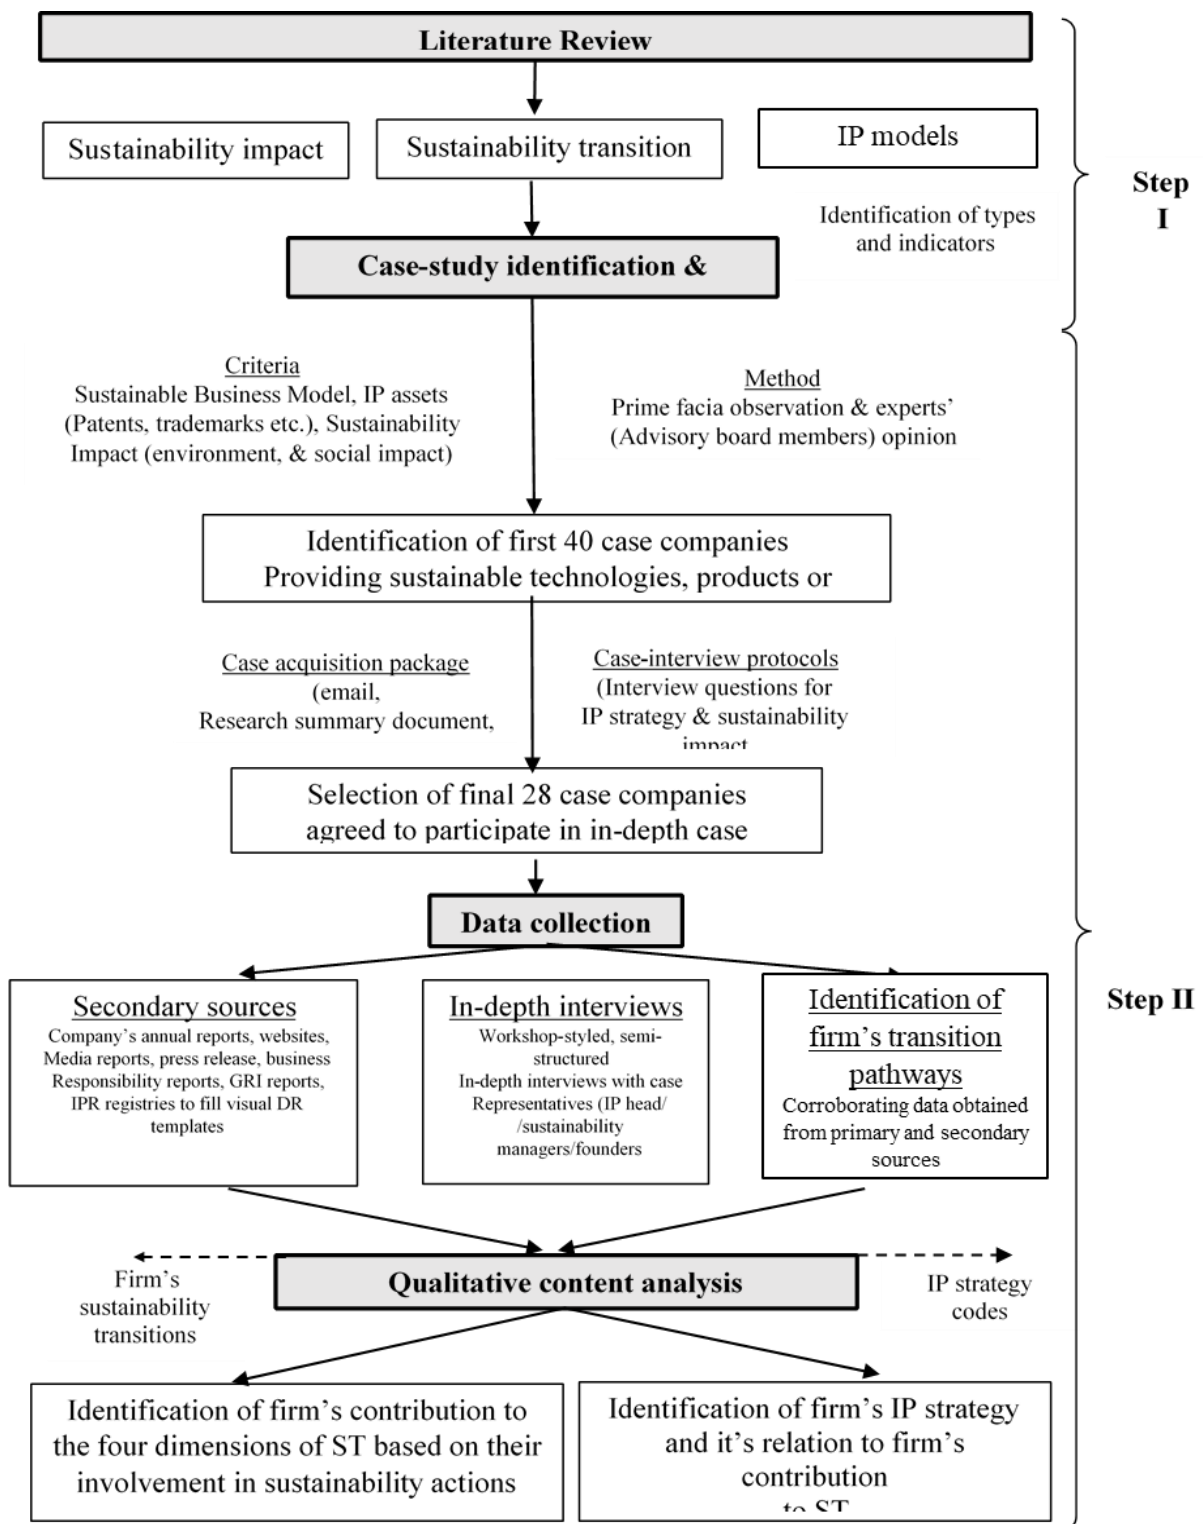 Literature Review
Sustainability impact
Sustainability transition
IP models
Step
I
Identification of types
and indicators
Case-study identification &
Criteria
Sustainable Business Model, IP assets
(Patents, trademarks etc.), Sustainability
Impact (environment, & social impact)
Method
Prime facia observation & experts’
(Advisory board members) opinion
Identification of first 40 case companies
Providing sustainable technologies, products or
Case acquisition package
(email,
Research summary document,
Case-interview protocols
(Interview questions for
IP strategy & sustainability
impact
Selection of final 28 case companies
agreed to participate in in-depth case
Data collection
Step II
Secondary sources
Company’s annual reports, websites,
Media reports, press release, business
Responsibility reports, GRI reports,
IPR registries to fill visual DR
templates
In-depth interviews
Workshop-styled, semi-
structured
In-depth interviews with case
Representatives (IP head/
/sustainability
managers/founders
Identification of
firm’s transition
pathways
Corroborating data obtained
from primary and secondary
sources
Firm’s
sustainability
transitions
Qualitative content analysis
IP strategy
codes
Identification of firm’s contribution to
the four dimensions of ST based on their
involvement in sustainability actions
Identification of firm’s IP strategy
and it’s relation to firm’s
contribution
to ST